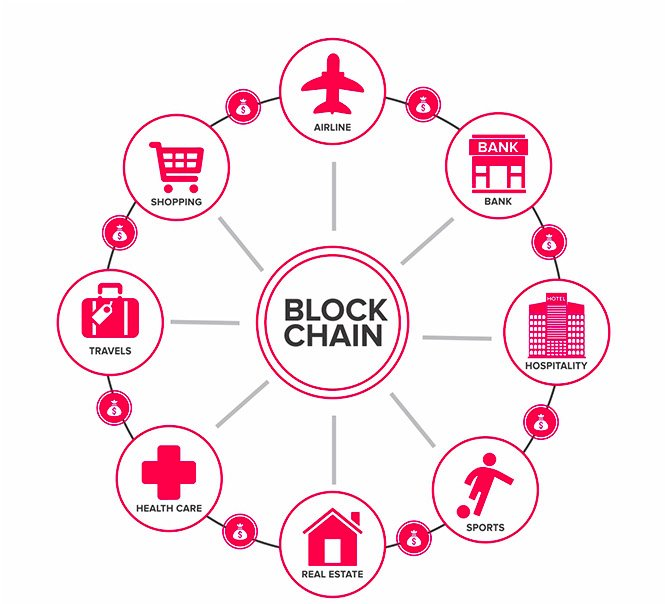 AIRLINE
BANK
BANK
HOTEL
HOSPITALITY
SPORTS
REAL ESTATE
HEALTH CARE
TRAVELS
SHOPPING
BLOCK
CHAIN
$
$
$
$
$
$
$
$